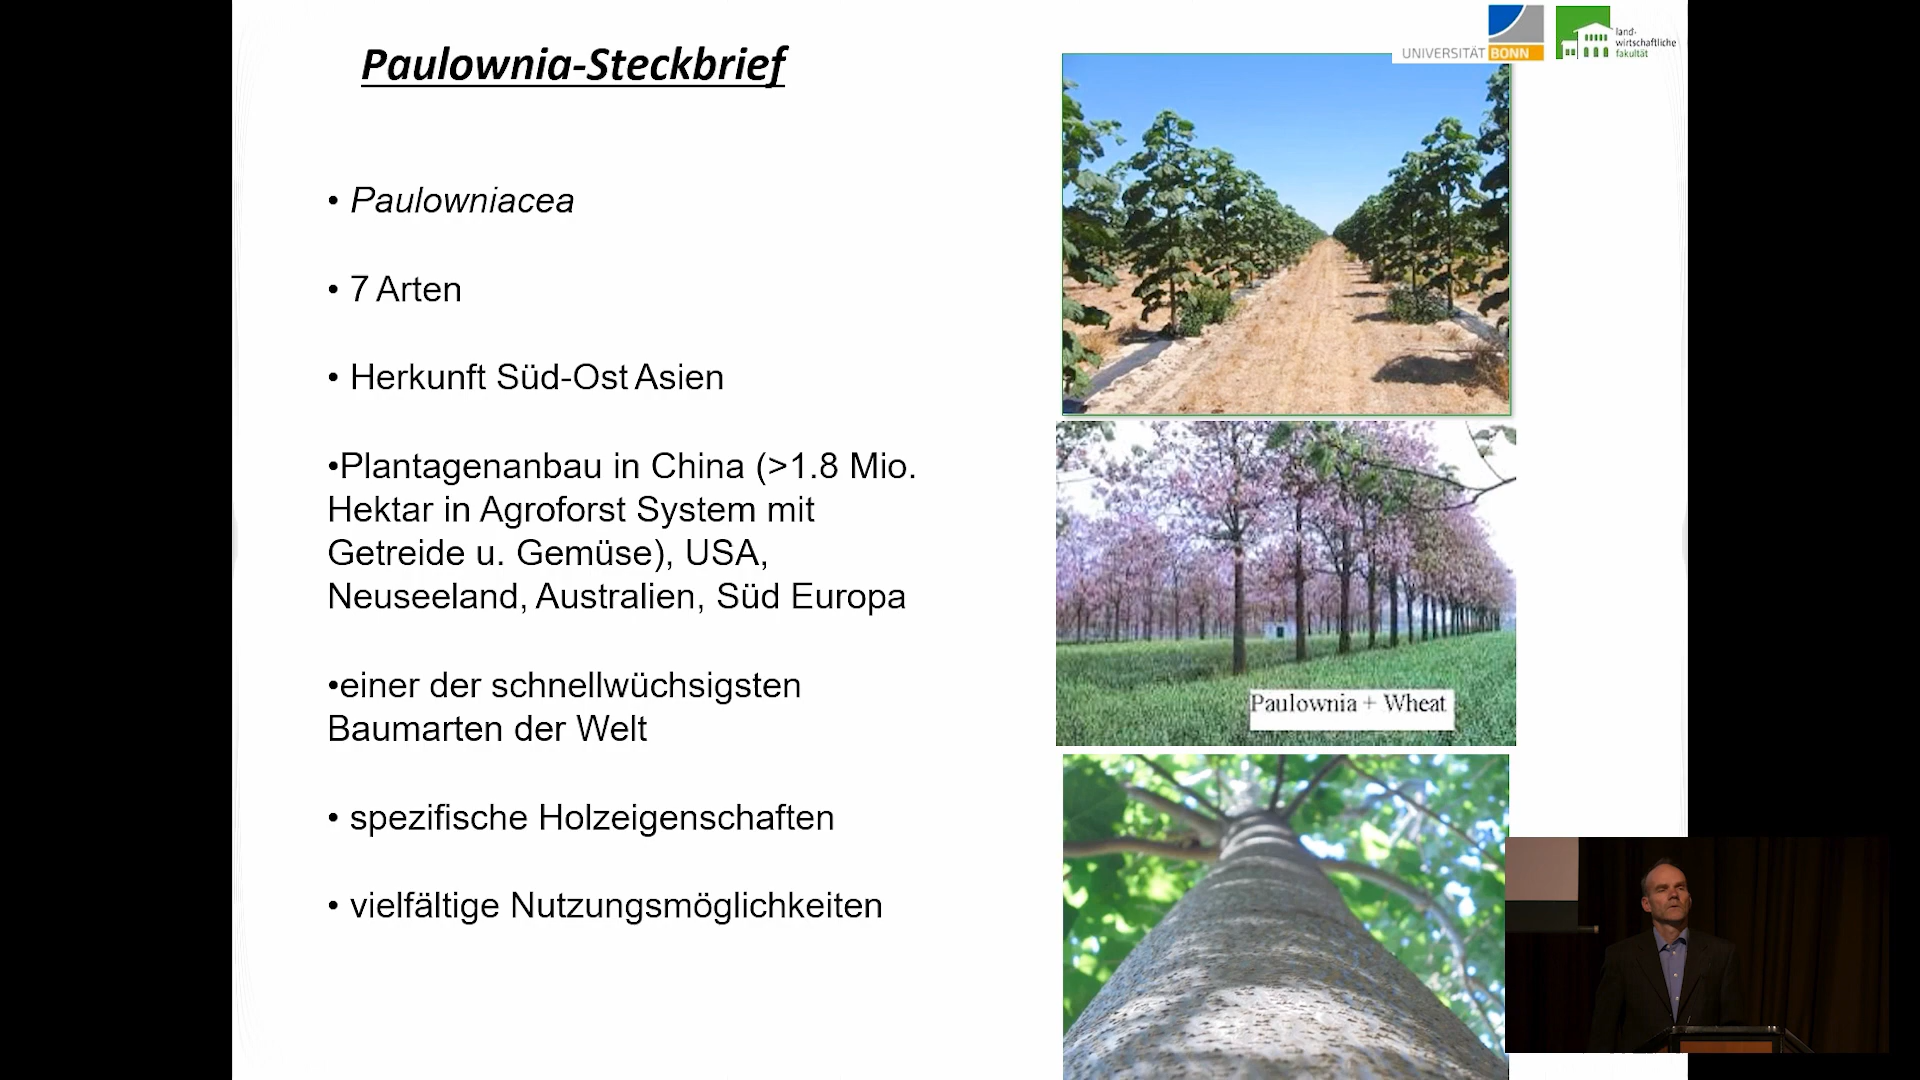 Paulownia-Steckbrief
UNIVERSITÄT BONN
land-
wirtschaftliche
fakultät
• Paulowniacea
• 7 Arten
• Herkunft Süd-Ost Asien
•Plantagenanbau in China (>1.8 Mio.
Hektar in Agroforst System mit
Getreide u. Gemüse), USA,
Neuseeland, Australien, Süd Europa
•einer der schnellwüchsigsten
Baumarten der Welt
• spezifische Holzeigenschaften
• vielfältige Nutzungsmöglichkeiten
Paulownia + Wheat